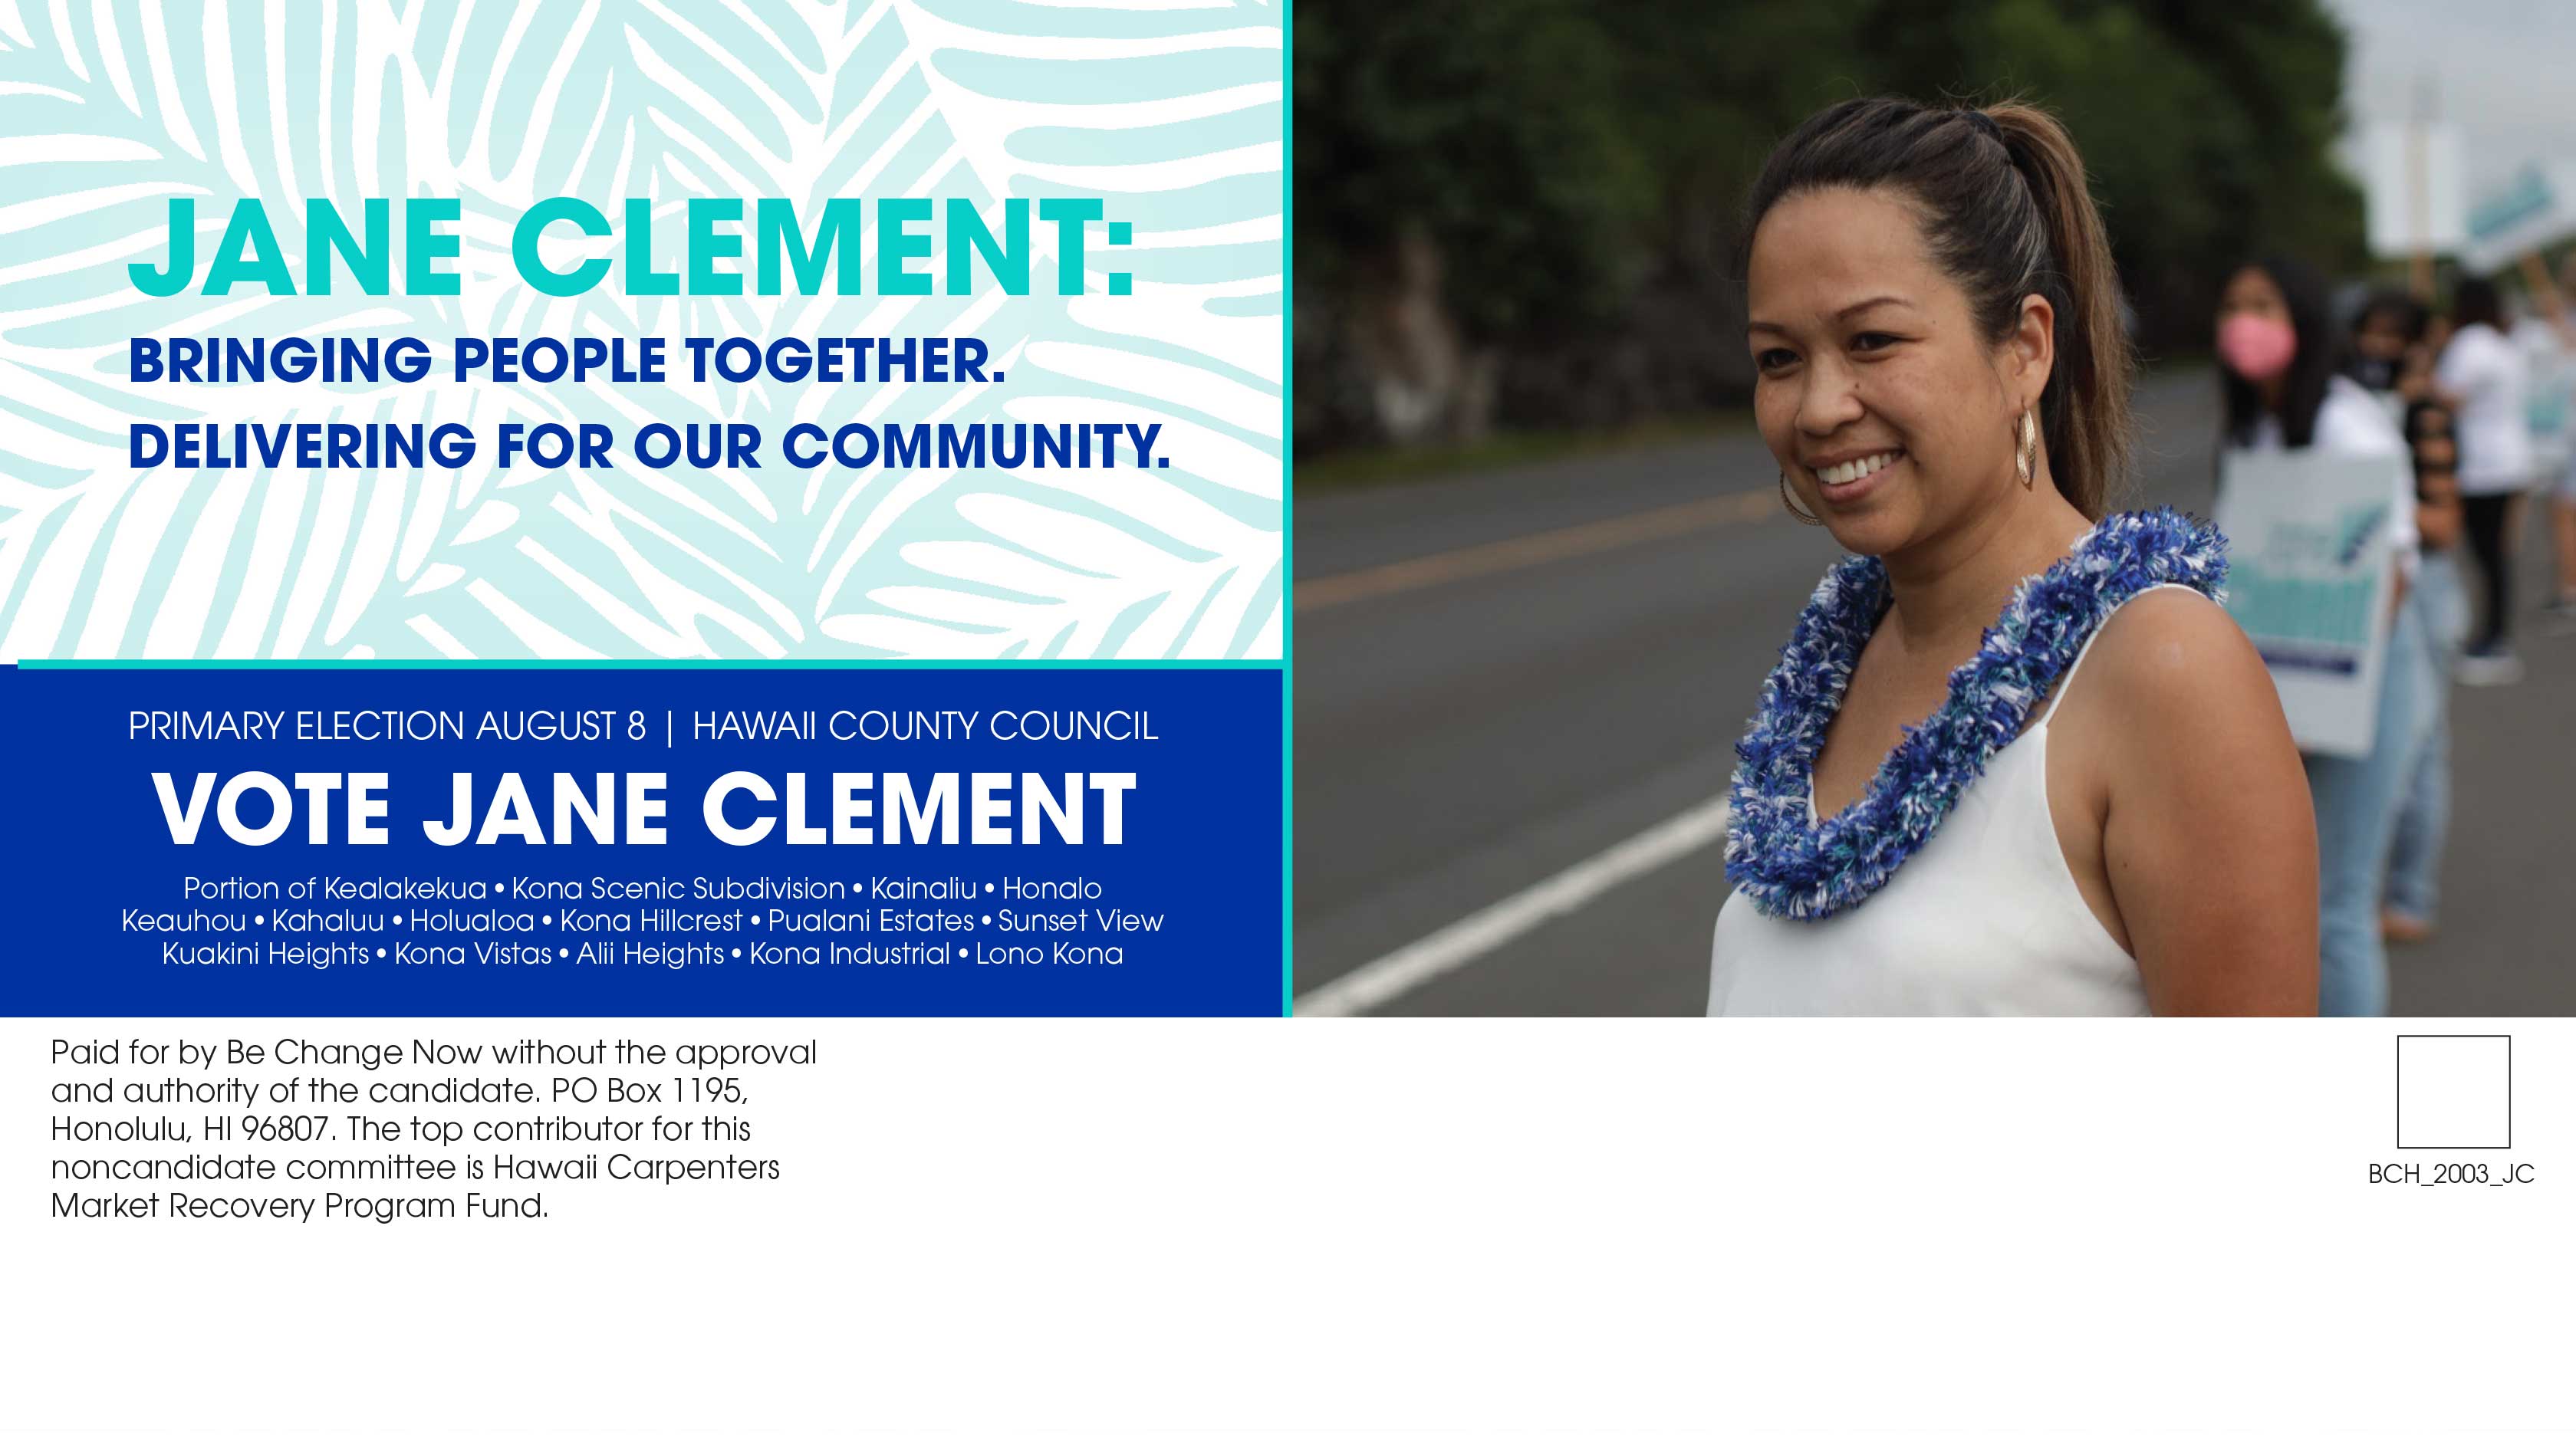 JANE CLEMENT:
BRINGING PEOPLE TOGETHER.
DELIVERING FOR OUR COMMUNITY.
PRIMARY ELECTION AUGUST 8 | HAWAII COUNTY COUNCIL
VOTE JANE CLEMENT
Portion of Kealakekua • Kona Scenic Subdivision • Kainaliu • Honalo
Keauhou • Kahaluu • Holualoa • Kona Hillcrest • Pualani Estates • Sunset View
Kuakini Heights • Kona Vistas • Alii Heights • Kona Industrial • Lono Kona
Paid for by Be Change Now without the approval
and authority of the candidate. PO Box 1195,
Honolulu, HI 96807. The top contributor for this
noncandidate committee is Hawaii Carpenters
Market Recovery Program Fund.
BCH_2003_JC